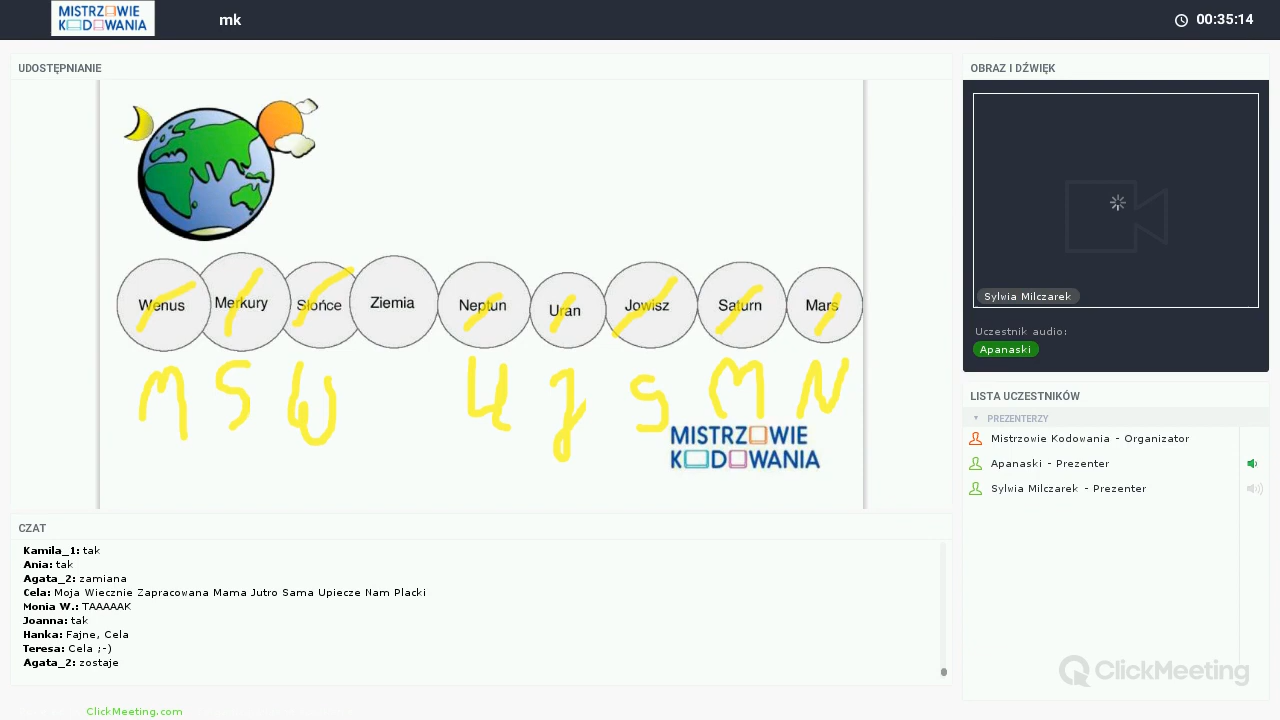 MISTRZOWIE
KODOWANIA
mk
00:35:14
UDOSTĘPNIANIE
Wenus Merkury Słońce Ziemia Neptun Uran Jowisz Saturn Mars
M S W U J S M N
MISTRZOWIE
KODOWANIA
CZAT
Kamila_1: tak
Ania: tak
Agata_2: zamiana
Cela: Moja Wiecznie Zapracowana Mama Jutro Sama Upiecze Nam Placki
Monia W.: TAAAAAK
Joanna: tak
Hanka: Fajne, Cela
Teresa: Cela ;-)
Agata_2: zostaje
ClickMeeting.com
OBRAZ I DŹWIĘK
Sylwia Milczarek
Uczestnik audio:
Apanaski
LISTA UCZESTNIKÓW
PREZENTERZY
Mistrzowie Kodowania - Organizator
Apanaski - Prezenter
Sylwia Milczarek - Prezenter
ClickMeeting